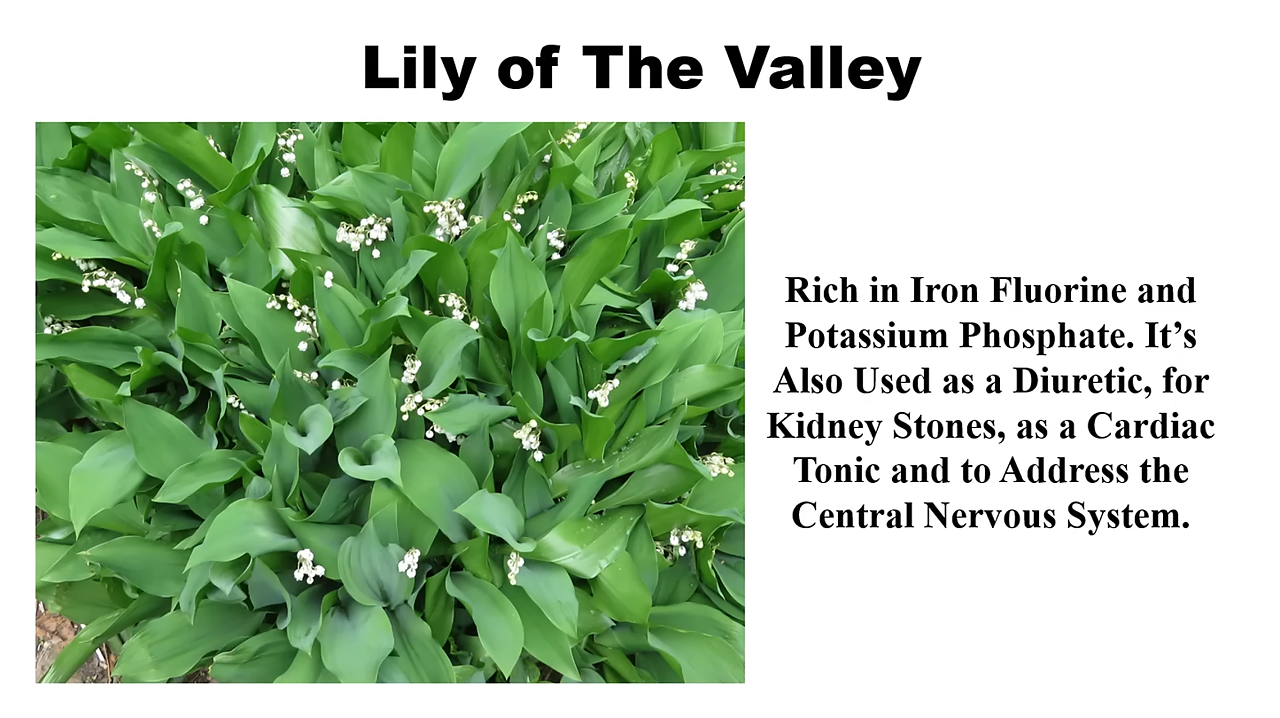 Lily of The Valley
Rich in Iron Fluorine and
Potassium Phosphate. It’s
Also Used as a Diuretic, for
Kidney Stones, as a Cardiac
Tonic and to Address the
Central Nervous System.